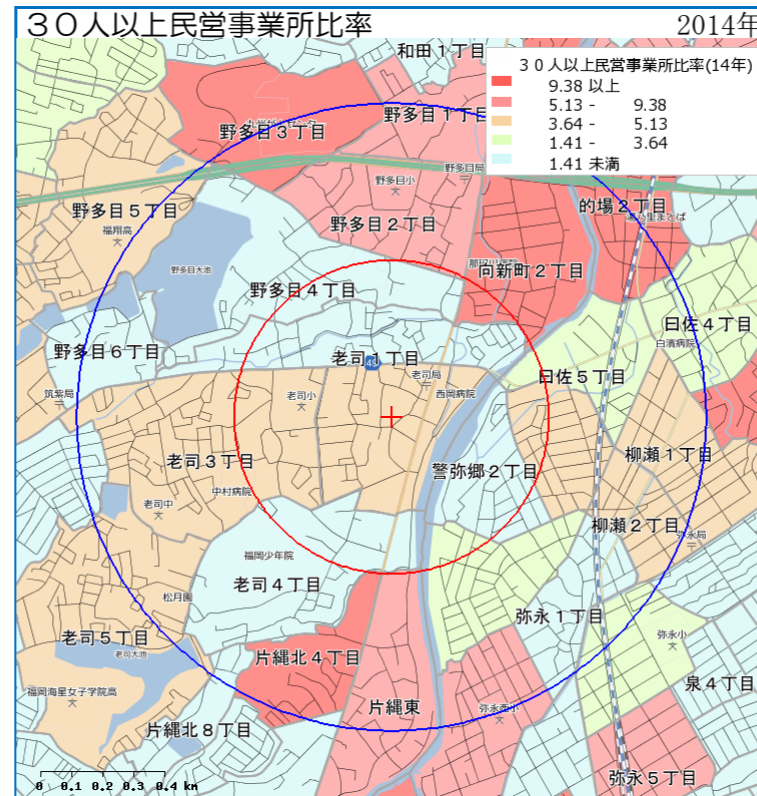 ３０人以上民営事業所比率
2014年
３０人以上民営事業所比率(14年)
9.38 以上
5.13 - 9.38
3.64 - 5.13
1.41 - 3.64
1.41 未満
和田１丁目
野多目３丁目
野多目１丁目
野多目小
野多目局
野多目５丁目
福翔高
野多目２丁目
的場２丁目
野多目大池
向新町２丁目
野多目４丁目
日佐４丁目
白濱病院
野多目６丁目
老司１丁目
49
老司局
日佐５丁目
筑紫局
老司小
西岡病院
老司３丁目
中村病院
警弥郷２丁目
柳瀬１丁目
老司中
柳瀬２丁目
弥永局
福岡少年院
老司４丁目
松月園
弥永１丁目
弥永小
老司５丁目
老司大池
片縄北４丁目
泉４丁目
福岡海星女子学院高
片縄東
弥永西小
片縄北８丁目
弥永５丁目
0 0.1 0.2 0.3 0.4 km